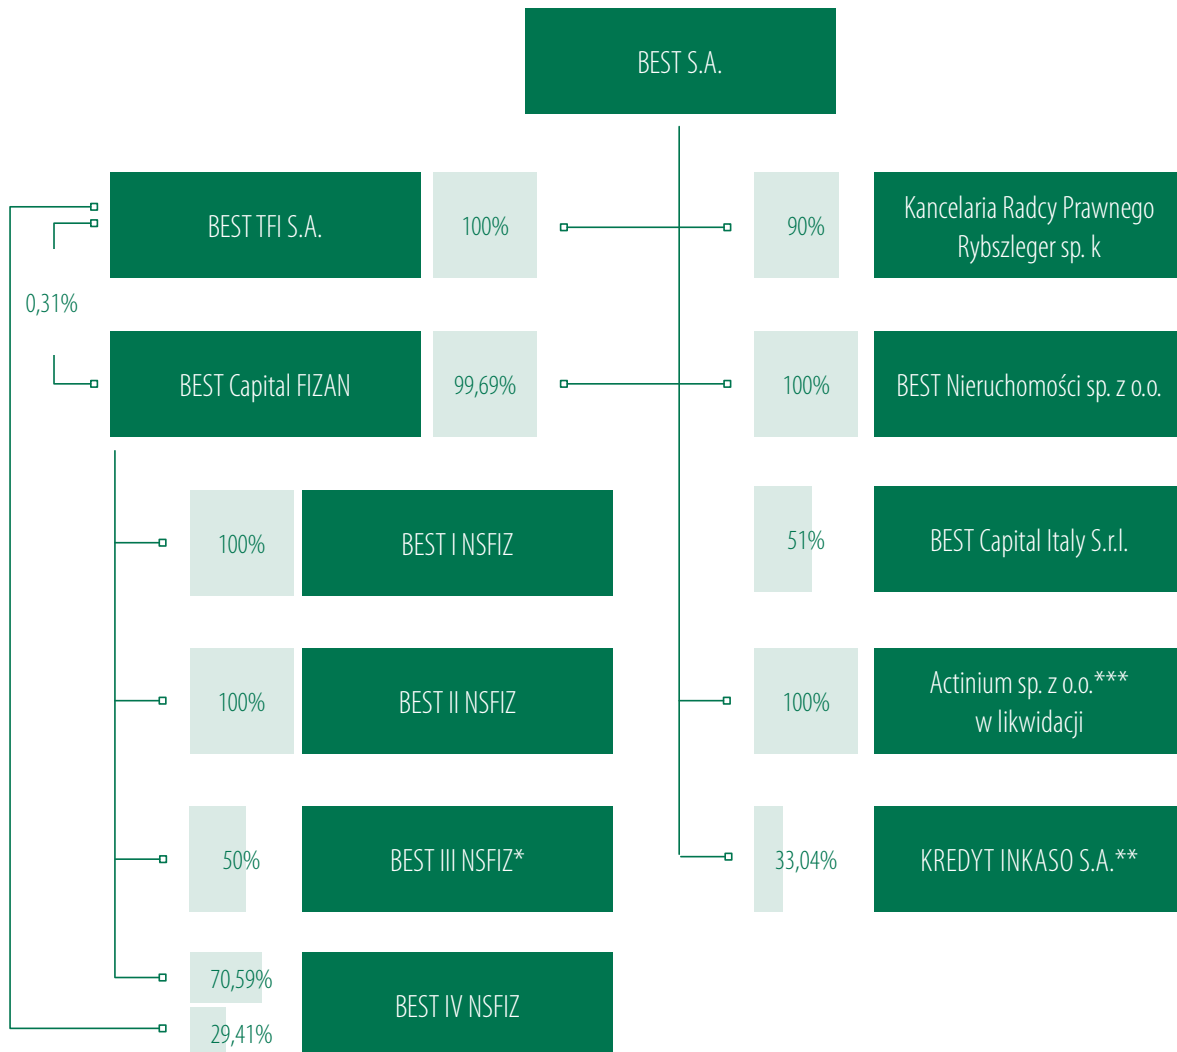 BEST S.A.
BEST TFI S.A.
100%
90%
Kancelaria Radcy Prawnego
Rybszleger sp. k
0,31%
BEST Capital FIZAN
99,69%
100%
BEST Nieruchomości sp. z o.o.
100%
BEST I NSFIZ
51%
BEST Capital Italy S.r.l.
100%
BEST II NSFIZ
100%
Actinium sp. z o.o.***
w likwidacji
50%
BEST III NSFIZ*
33,04%
KREDYT INKASO S.A.**
70,59%
29,41%
BEST IV NSFIZ